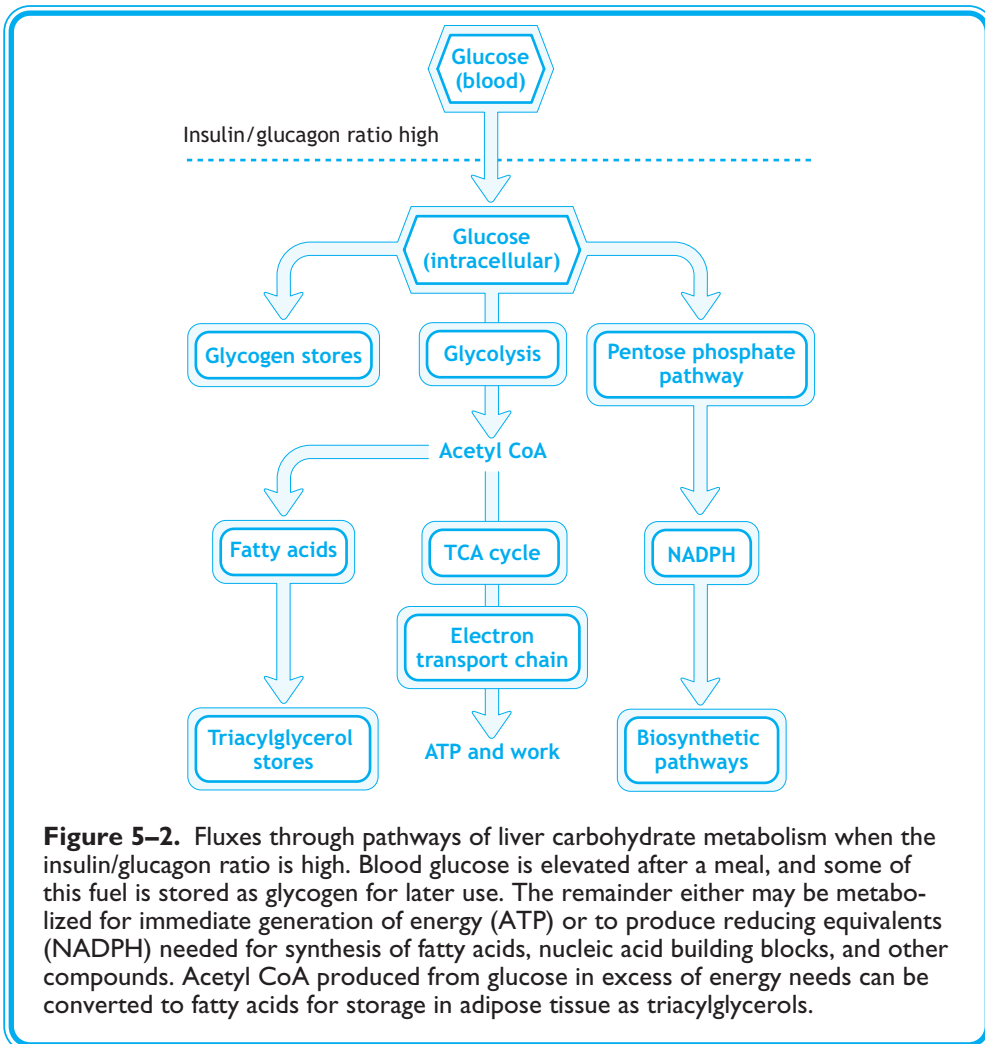 Glucose
(blood)
Insulin/glucagon ratio high
Glucose
(intracellular)
Glycogen stores
Glycolysis
Pentose phosphate
pathway
Acetyl CoA
Fatty acids
TCA cycle
NADPH
Electron
transport chain
Triacylglycerol
stores
ATP and work
Biosynthetic
pathways
Figure 5–2. Fluxes through pathways of liver carbohydrate metabolism when the
insulin/glucagon ratio is high. Blood glucose is elevated after a meal, and some of
this fuel is stored as glycogen for later use. The remainder either may be metabo-
lized for immediate generation of energy (ATP) or to produce reducing equivalents
(NADPH) needed for synthesis of fatty acids, nucleic acid building blocks, and other
compounds. Acetyl CoA produced from glucose in excess of energy needs can be
converted to fatty acids for storage in adipose tissue as triacylglycerols.